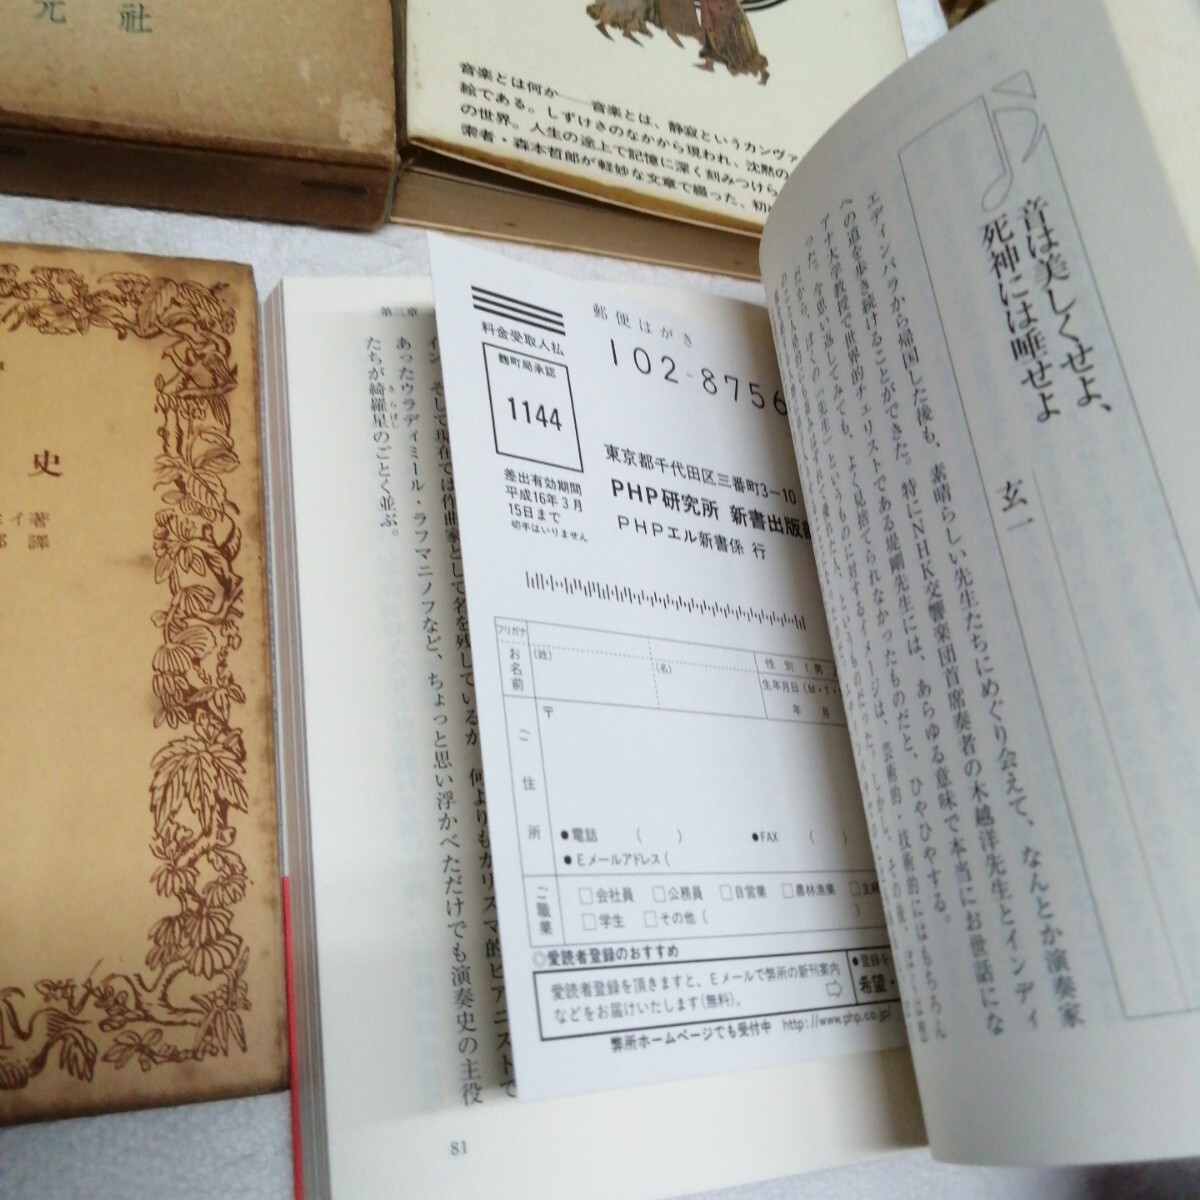 元社
音楽とは何か――音楽とは、静寂というカンヴァ
絵である。しずけさのなかから現われ、沈黙の
の世界。人生の途上で記憶に深く刻みつけら
索者・森本哲郎が軽妙な文章で綴った、初
史
イ著
郎譯
第三章
イン、そして現在では作曲家として名を残しているが、何よりもカリスマ的ピアニストで
あったウラディミール・ラフマニノフなど、ちょっと思い浮かべただけでも演奏史の主役
たちが綺羅星のごとく並ぶ。
きらぼし
81
料金受取人払
麹町局承認
1144
差出有効期間
平成16年3月
15日まで
切手はいりません
郵便はがき
102-8756
東京都千代田区三番町3-10
PHP研究所 新書出版部
PHPエル新書係 行
フリガナ
お名前
(姓)
(名)
性別 1.男 2
生年月日(M・T・
年 月
ご住所
〒
●電話 ( )
●FAX ( )
●Eメールアドレス(
ご職業
□会社員 □公務員 □自営業 □農林漁業 □主婦
□学生 □その他( )
◎愛読者登録のおすすめ
愛読者登録を頂きますと、Eメールで弊所の新刊案内
などをお届けいたします(無料)。
●登録を
希望・
弊所ホームページでも受付中 http://www.php.co.jp/
音は美しくせよ、
死神には唾せよ
玄一
エディンバラから帰国した後も、素晴らしい先生たちにめぐり会えて、なんとか演奏家
への道を歩き続けることができた。特にNHK交響楽団首席奏者の木越洋先生とインディ
アナ大学教授で世界的チェリストである堤剛先生には、あらゆる意味で本当にお世話にな
った。今思い返してみても、よく見捨てられなかったものだと、ひやひやする。